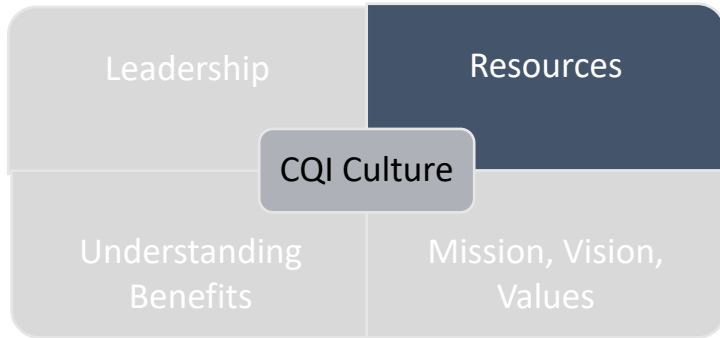 Leadership
Resources
CQI Culture
Understanding
Benefits
Mission, Vision,
Values